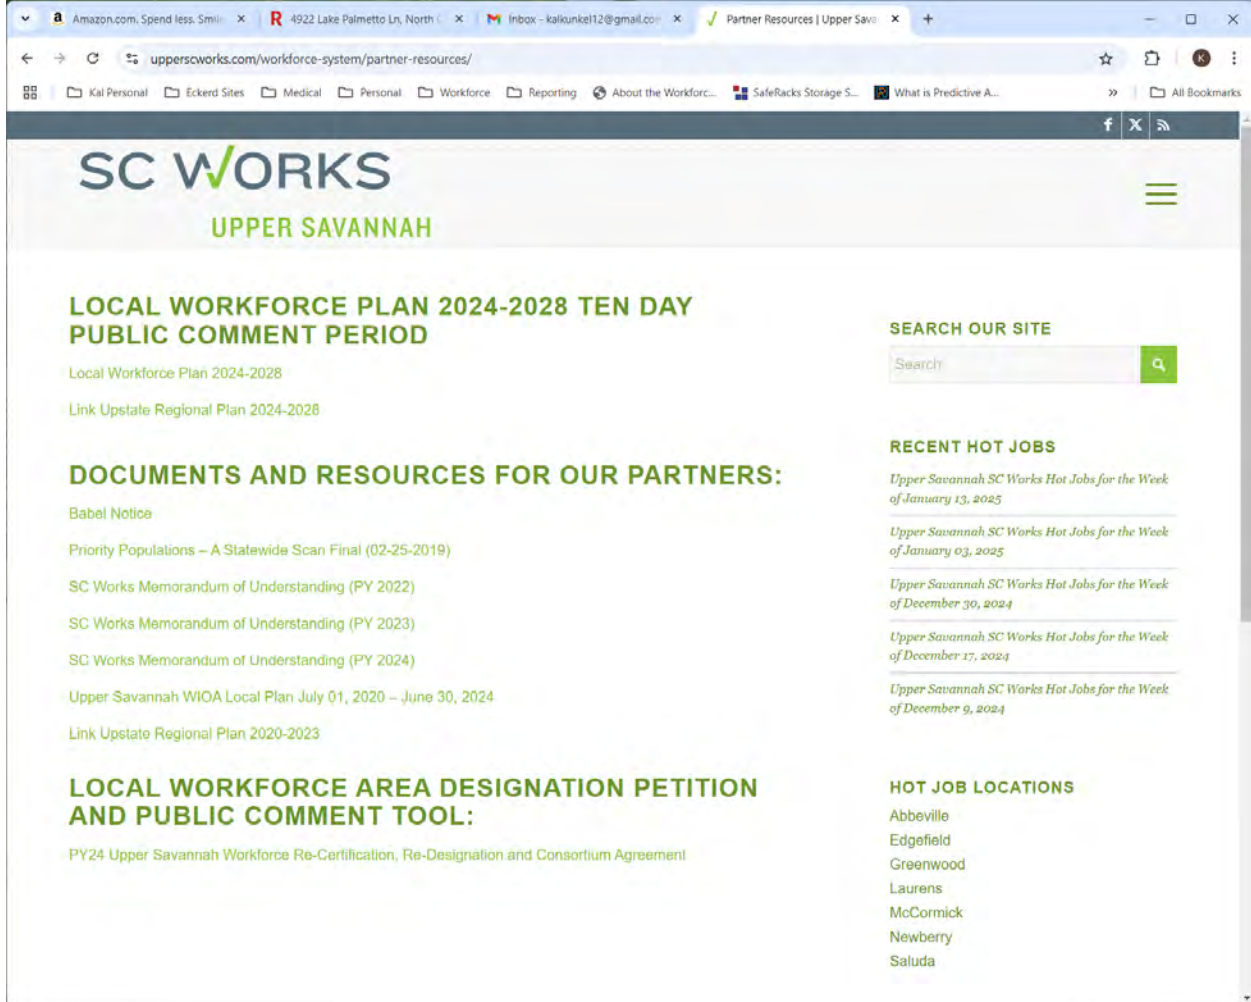 Amazon.com. Spend less. Smil
4922 Lake Palmetto Ln, North C
Inbox - kalkunkel12@gmail.co
Partner Resources | Upper Sava
upperscworks.com/workforce-system/partner-resources/
K
Kal Personal
Eckerd Sites
Medical
Personal
Workforce
Reporting
About the Workforc...
SafeRacks Storage S...
What is Predictive A...
All Bookmarks
SC WORKS
UPPER SAVANNAH
LOCAL WORKFORCE PLAN 2024-2028 TEN DAY
PUBLIC COMMENT PERIOD
Local Workforce Plan 2024-2028
Link Upstate Regional Plan 2024-2028
DOCUMENTS AND RESOURCES FOR OUR PARTNERS:
Babel Notice
Priority Populations – A Statewide Scan Final (02-25-2019)
SC Works Memorandum of Understanding (PY 2022)
SC Works Memorandum of Understanding (PY 2023)
SC Works Memorandum of Understanding (PY 2024)
Upper Savannah WIOA Local Plan July 01, 2020 – June 30, 2024
Link Upstate Regional Plan 2020-2023
LOCAL WORKFORCE AREA DESIGNATION PETITION
AND PUBLIC COMMENT TOOL:
PY24 Upper Savannah Workforce Re-Certification, Re-Designation and Consortium Agreement
SEARCH OUR SITE
Search
RECENT HOT JOBS
Upper Savannah SC Works Hot Jobs for the Week
of January 13, 2025
Upper Savannah SC Works Hot Jobs for the Week
of January 03, 2025
Upper Savannah SC Works Hot Jobs for the Week
of December 30, 2024
Upper Savannah SC Works Hot Jobs for the Week
of December 17, 2024
Upper Savannah SC Works Hot Jobs for the Week
of December 9, 2024
HOT JOB LOCATIONS
Abbeville
Edgefield
Greenwood
Laurens
McCormick
Newberry
Saluda